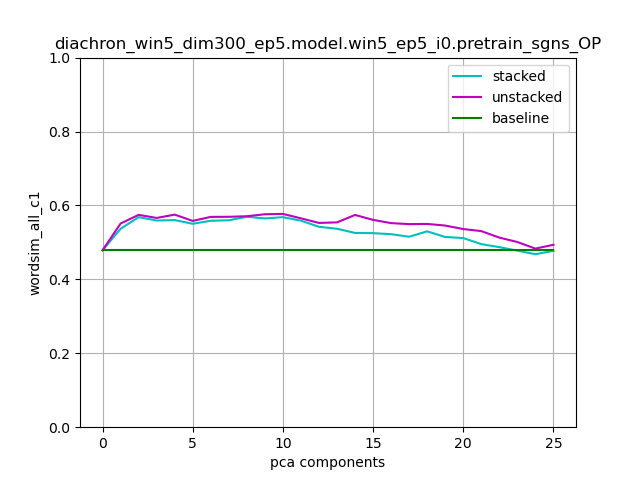 diachron_win5_dim300_ep5.model.win5_ep5_i0.pretrain_sgns_OP
1.0
stacked
unstacked
baseline
0.8
0.6
0.4
0.2
0.0
wordsim_all_c1
0 5 10 15 20 25
pca components